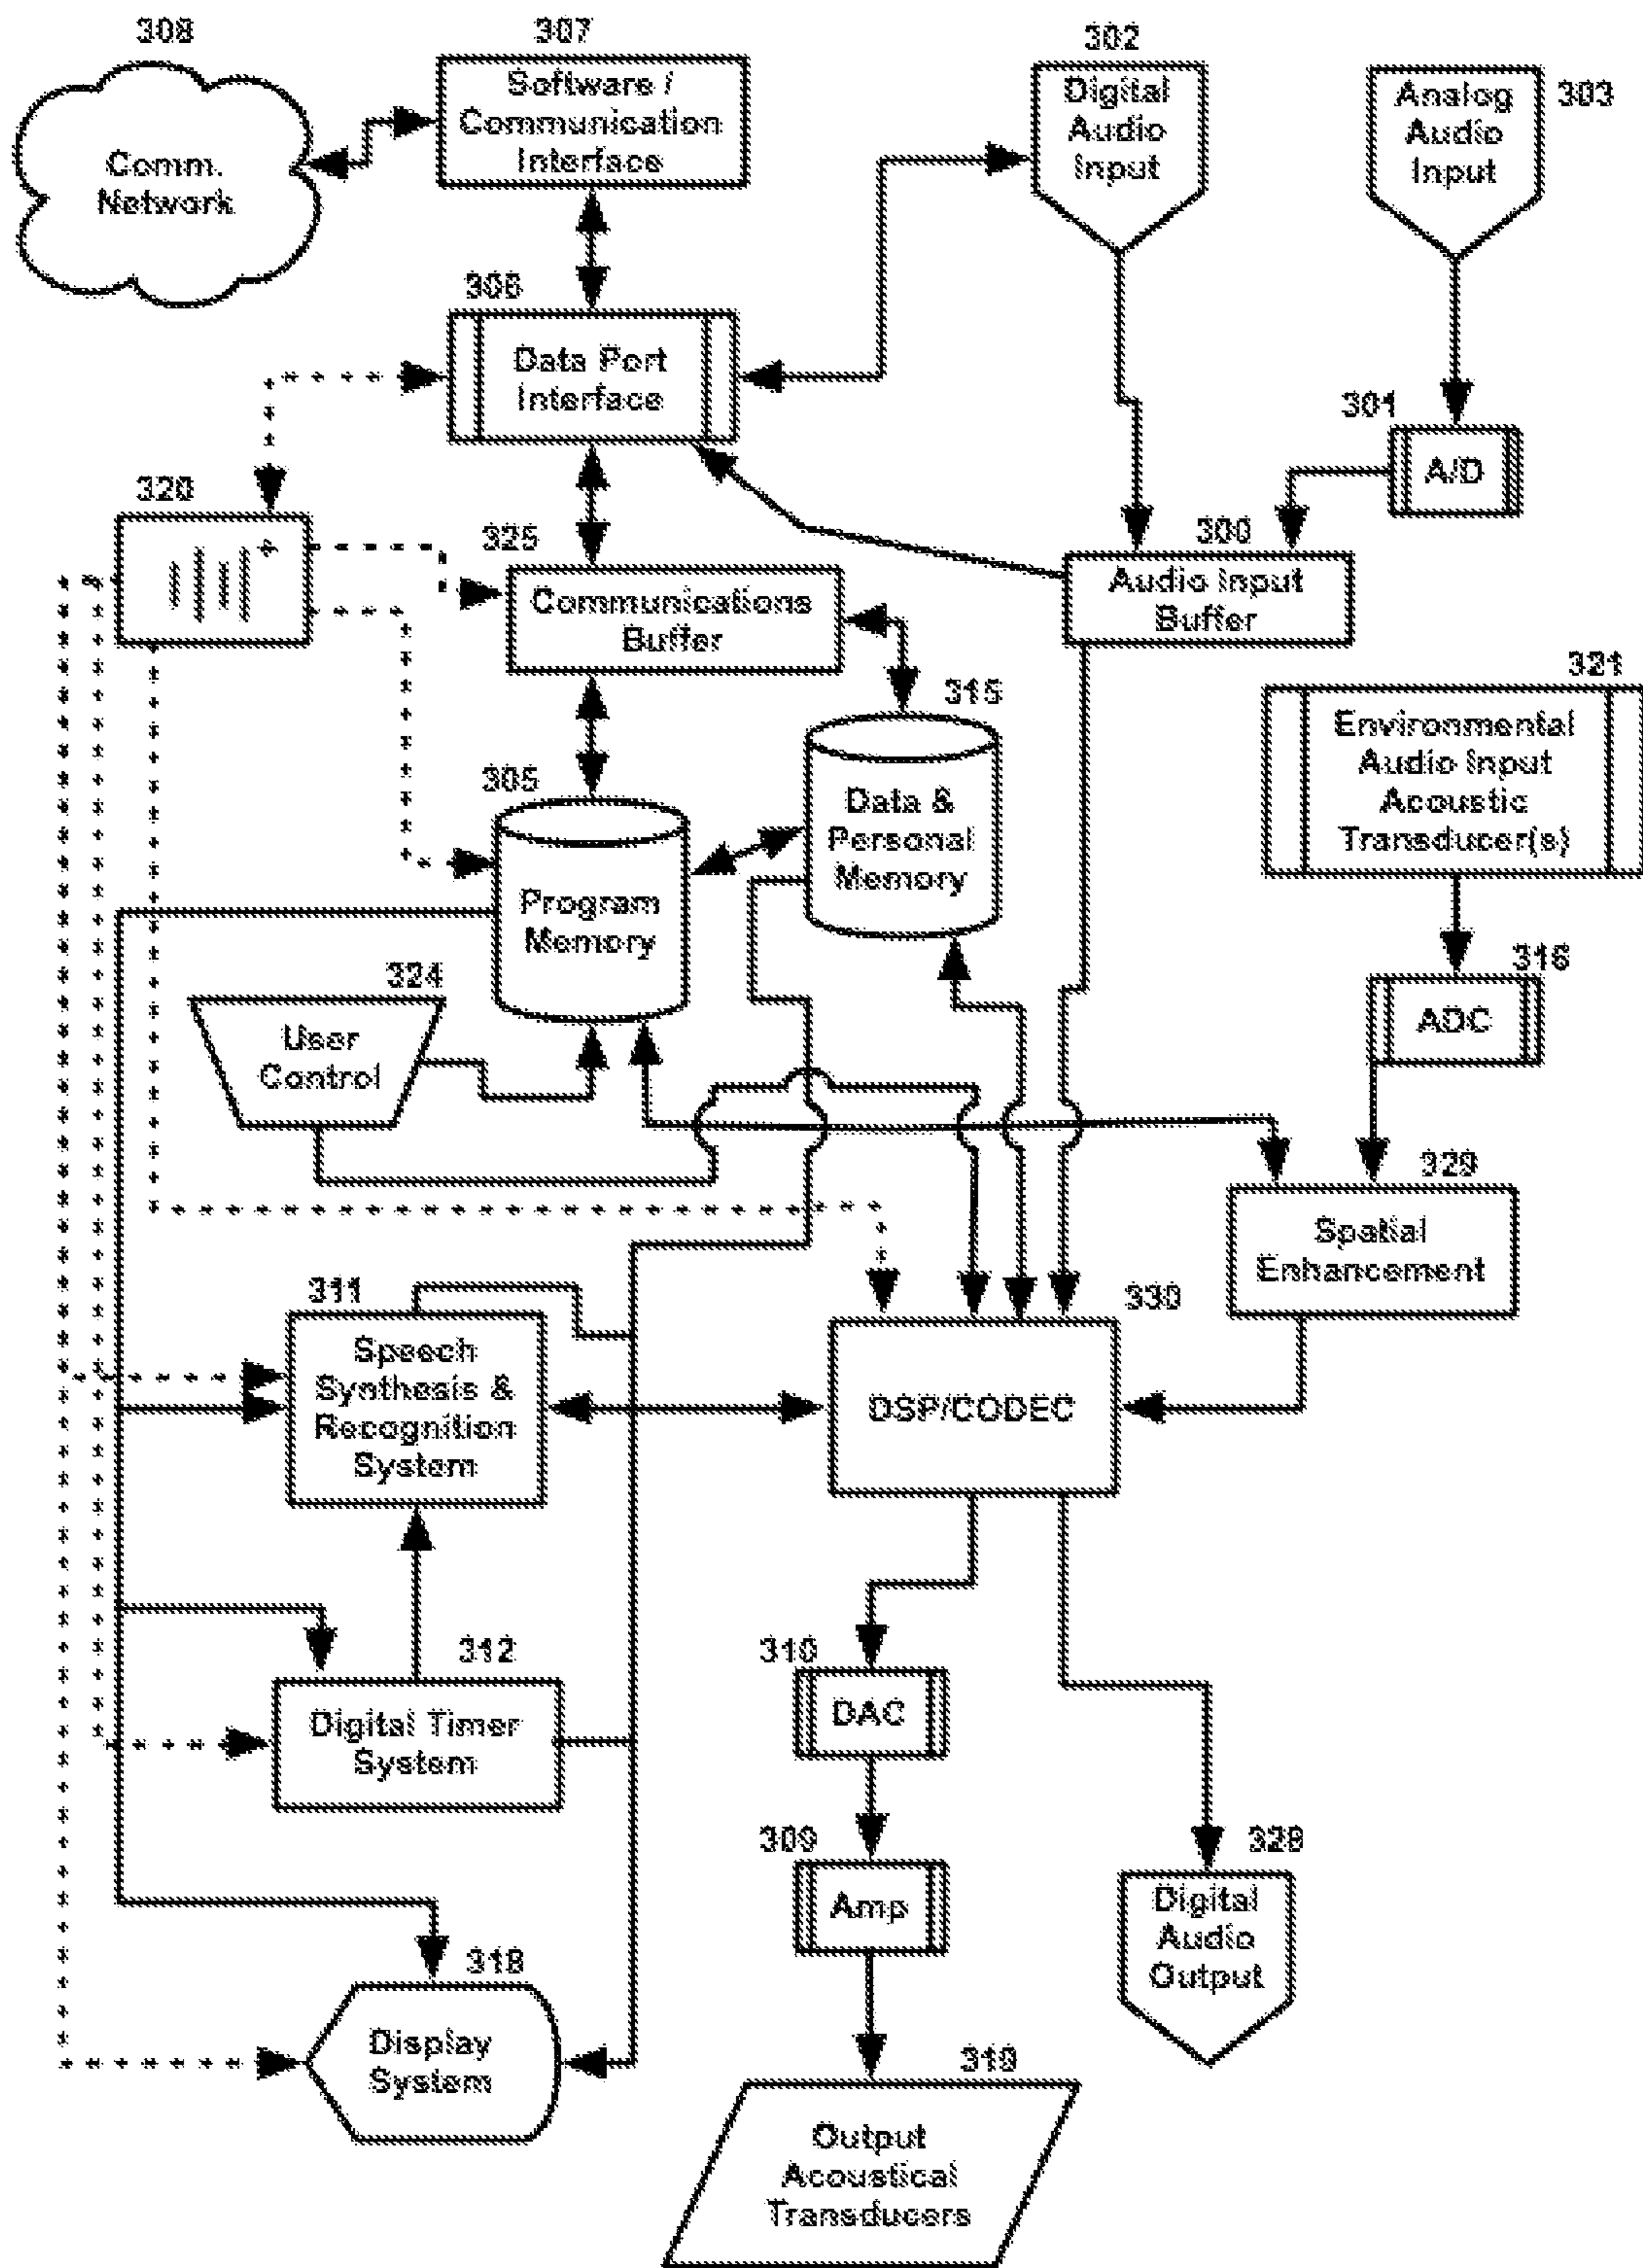 308
307
302
303
Comm.
Network
Software /
Communication
Interface
Digital
Audio
Input
Analog
Audio
Input
306
Data Port
Interface
301
A/D
320
325
Communications
Buffer
300
Audio Input
Buffer
321
Environmental
Audio Input
Acoustic
Transducer(s)
315
Data &
Personal
Memory
305
Program
Memory
316
ADC
324
User
Control
329
Spatial
Enhancement
311
Speech
Synthesis &
Recognition
System
330
DSP/CODEC
312
Digital Timer
System
310
DAC
309
Amp
328
Digital
Audio
Output
318
Display
System
319
Output
Acoustical
Transducers